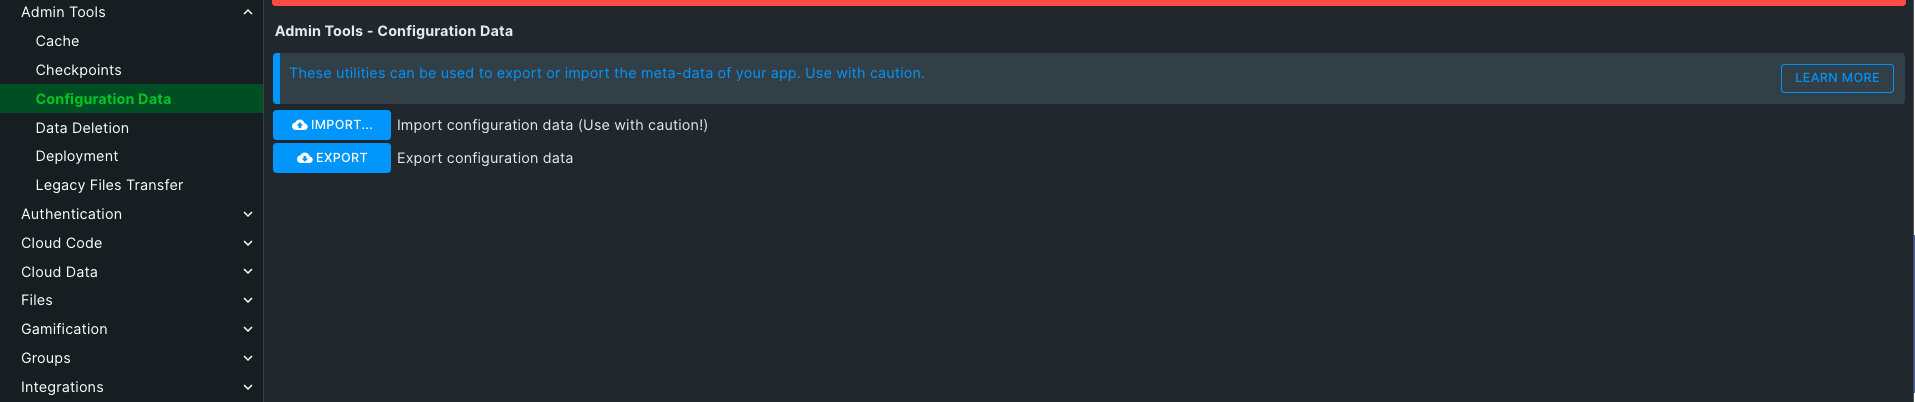 Admin Tools
Cache
Checkpoints
Configuration Data
Data Deletion
Deployment
Legacy Files Transfer
Authentication
Cloud Code
Cloud Data
Files
Gamification
Groups
Integrations
Admin Tools - Configuration Data
These utilities can be used to export or import the meta-data of your app. Use with caution.
LEARN MORE
IMPORT... Import configuration data (Use with caution!)
EXPORT Export configuration data